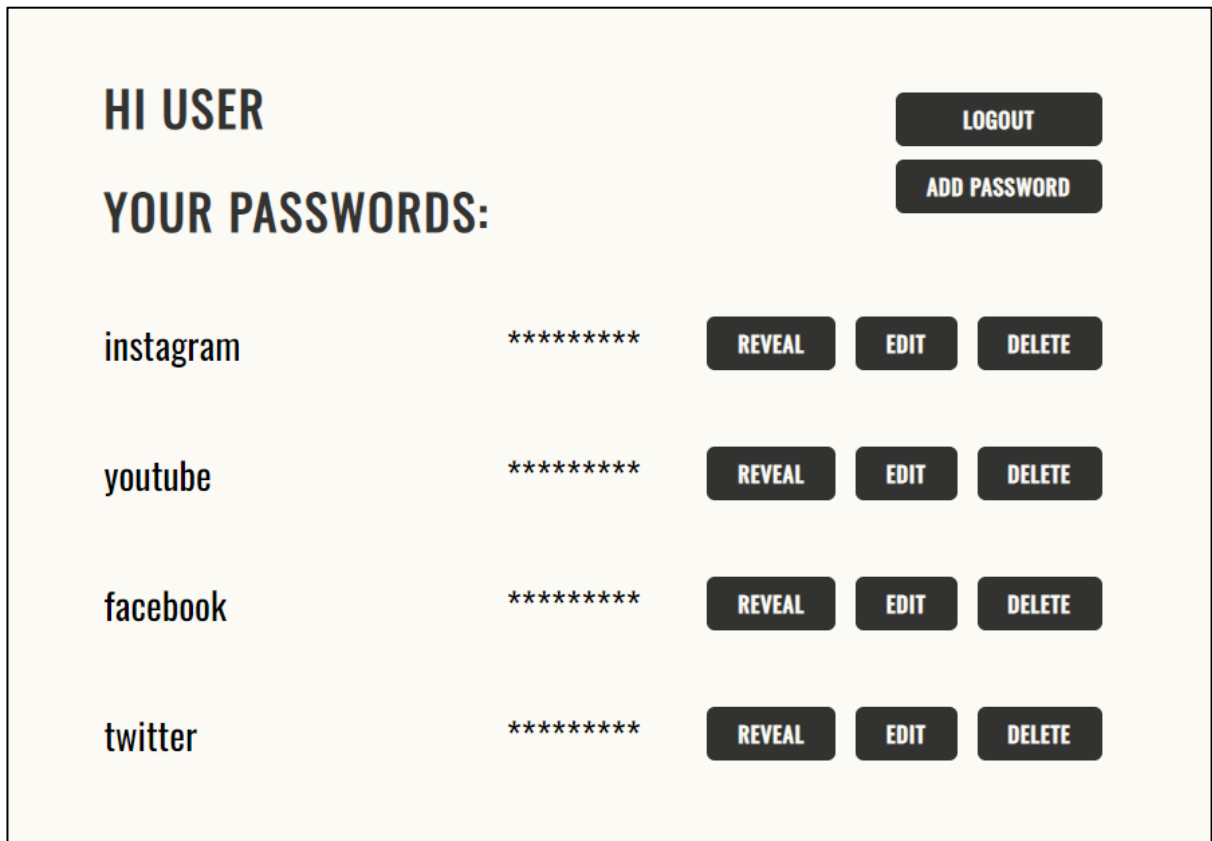 HI USER
LOGOUT
ADD PASSWORD
YOUR PASSWORDS:
instagram ********* REVEAL EDIT DELETE
youtube ********* REVEAL EDIT DELETE
facebook ********* REVEAL EDIT DELETE
twitter ********* REVEAL EDIT DELETE